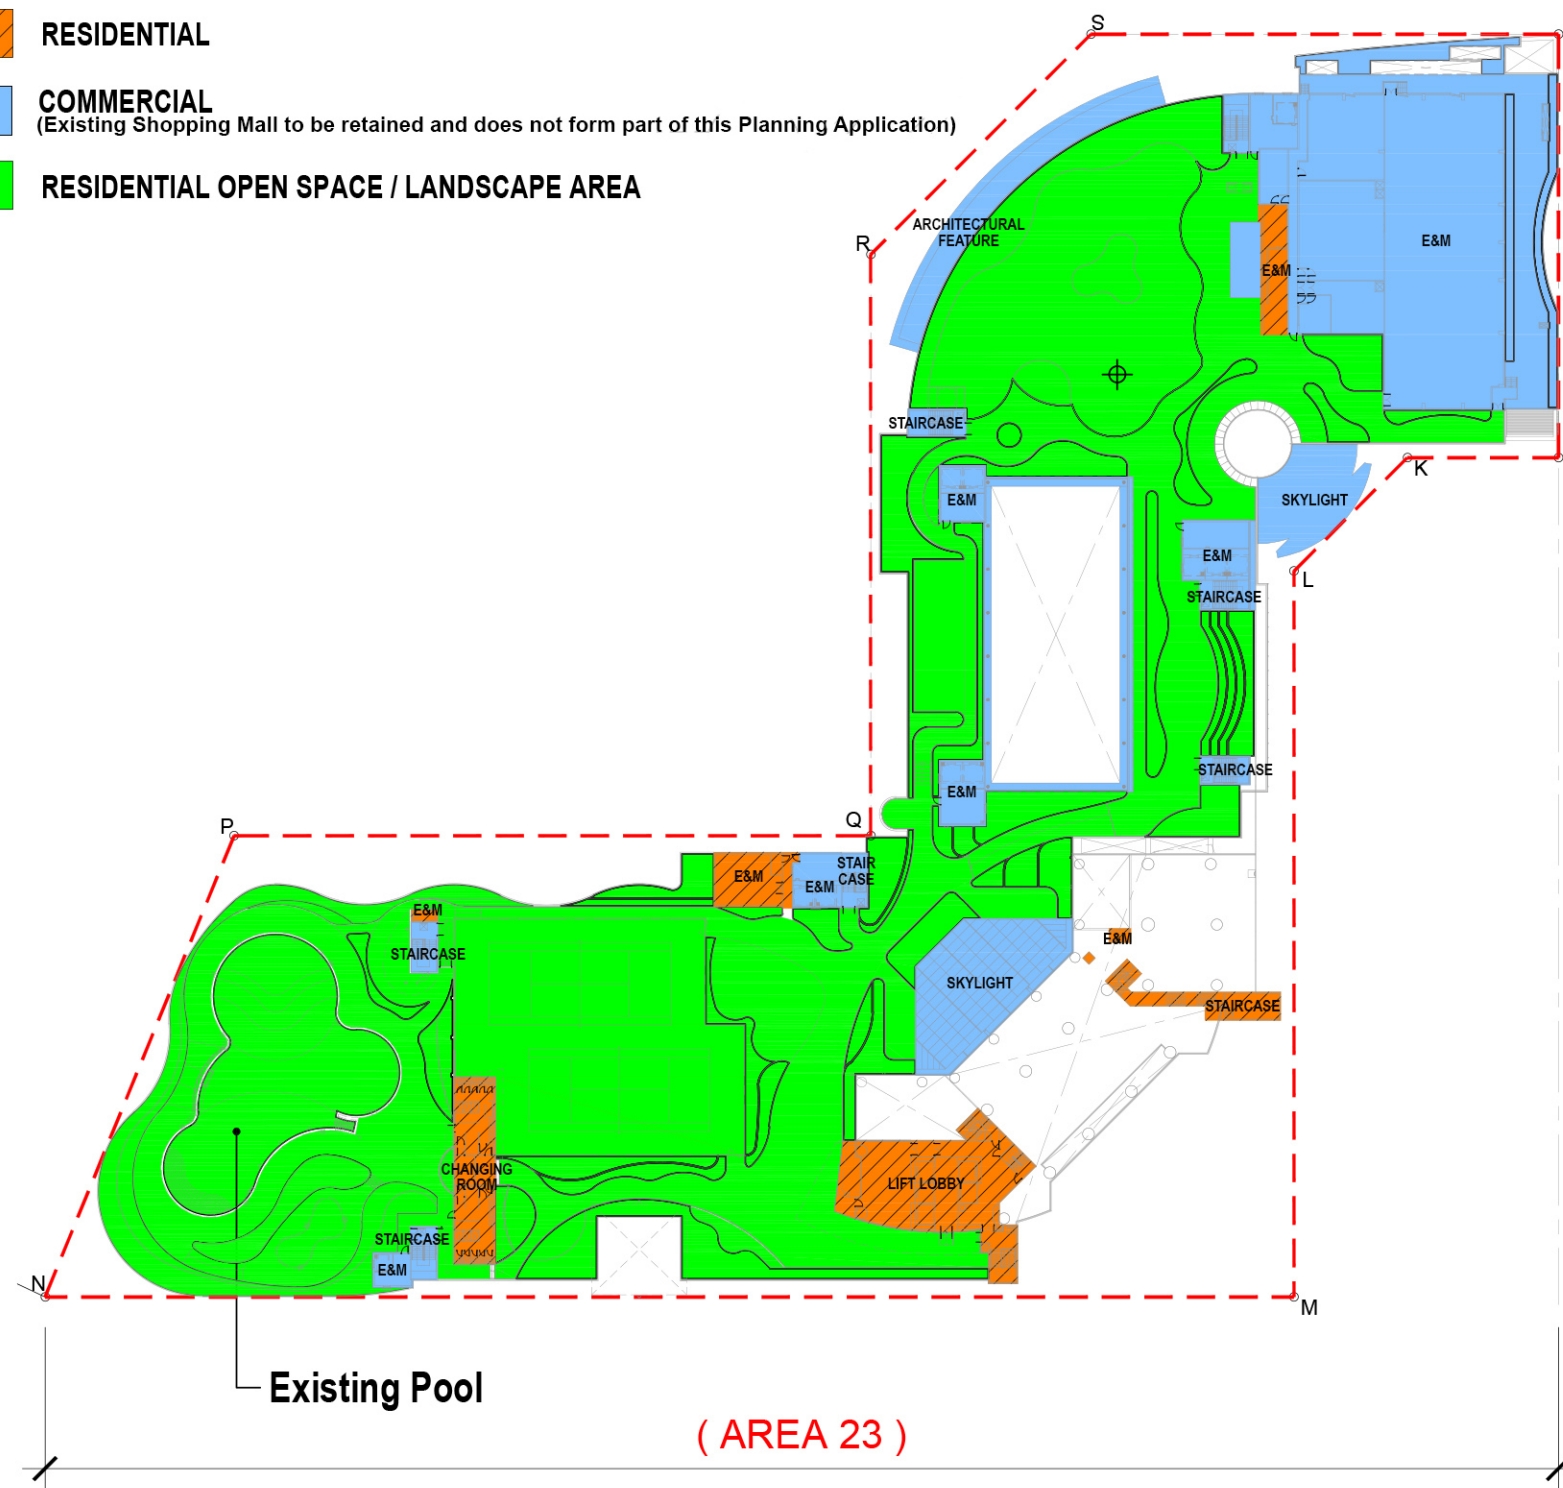 RESIDENTIAL
COMMERCIAL
(Existing Shopping Mall to be retained and does not form part of this Planning Application)
RESIDENTIAL OPEN SPACE / LANDSCAPE AREA
S
R
ARCHITECTURAL
FEATURE
E&M
E&M
STAIRCASE
K
E&M
SKYLIGHT
E&M
L
STAIRCASE
STAIRCASE
E&M
P
Q
STAIR
CASE
E&M
E&M
E&M
STAIRCASE
E&M
SKYLIGHT
STAIRCASE
CHANGING
ROOM
LIFT LOBBY
STAIRCASE
E&M
N
M
Existing Pool
( AREA 23 )